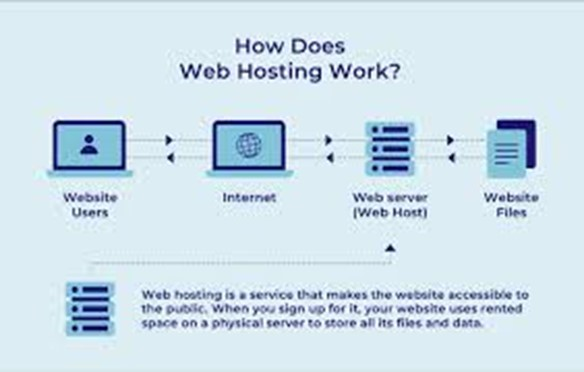 How Does
Web Hosting Work?
Website
Users
Internet
Web server
(Web Host)
Website
Files
Web hosting is a service that makes the website accessible to
the public. When you sign up for it, your website uses rented
space on a physical server to store all its files and data.